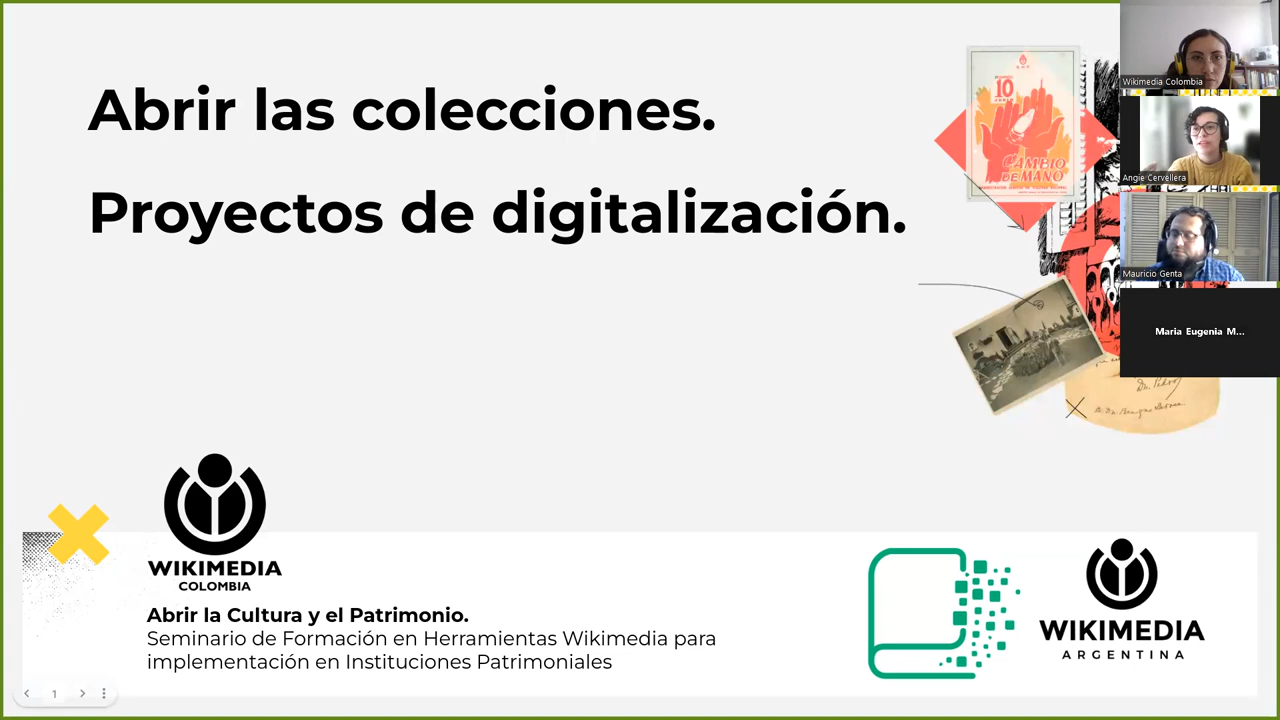 Abrir las colecciones.
Proyectos de digitalización.
10
CAMBIO
DE MANO
WIKIMEDIA
COLOMBIA
Abrir la Cultura y el Patrimonio.
Seminario de Formación en Herramientas Wikimedia para
implementación en Instituciones Patrimoniales
WIKIMEDIA
ARGENTINA
1
Wikimedia Colombia
Angie Cervellera
Mauricio Genta
Maria Eugenia M...